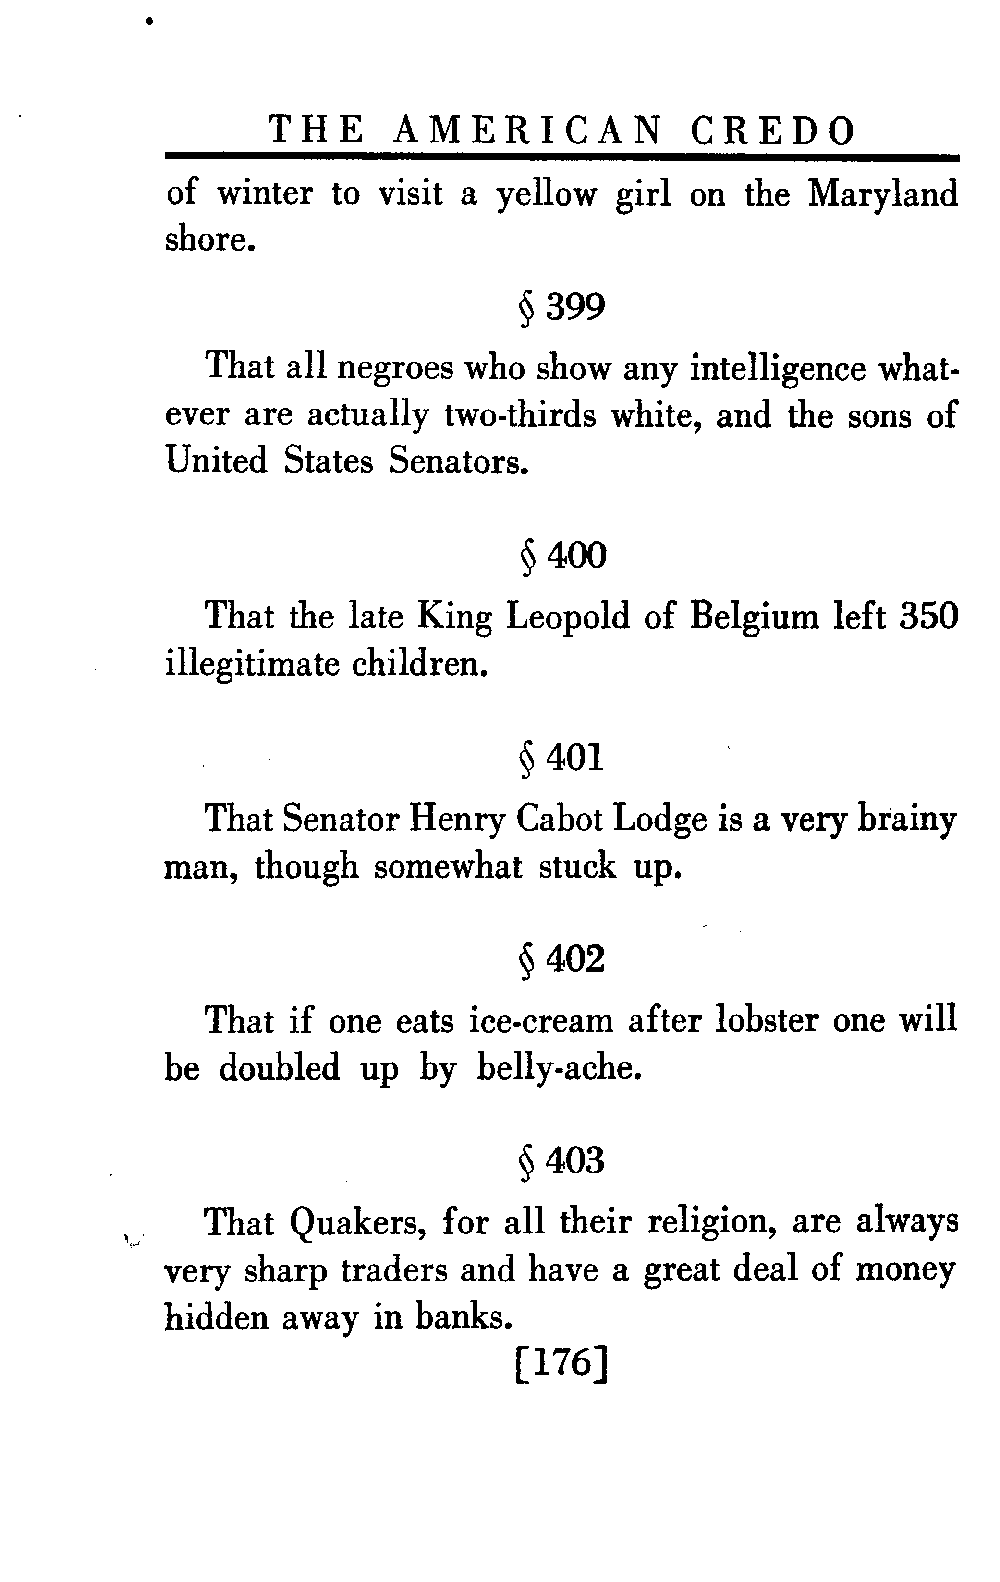 THE AMERICAN CREDO
of winter to visit a yellow girl on the Maryland
shore.
§ 399
That all negroes who show any intelligence what-
ever are actually two-thirds white, and the sons of
United States Senators.
§ 400
That the late King Leopold of Belgium left 350
illegitimate children.
§ 401
That Senator Henry Cabot Lodge is a very brainy
man, though somewhat stuck up.
§ 402
That if one eats ice-cream after lobster one will
be doubled up by belly-ache.
§ 403
That Quakers, for all their religion, are always
very sharp traders and have a great deal of money
hidden away in banks.
[176]